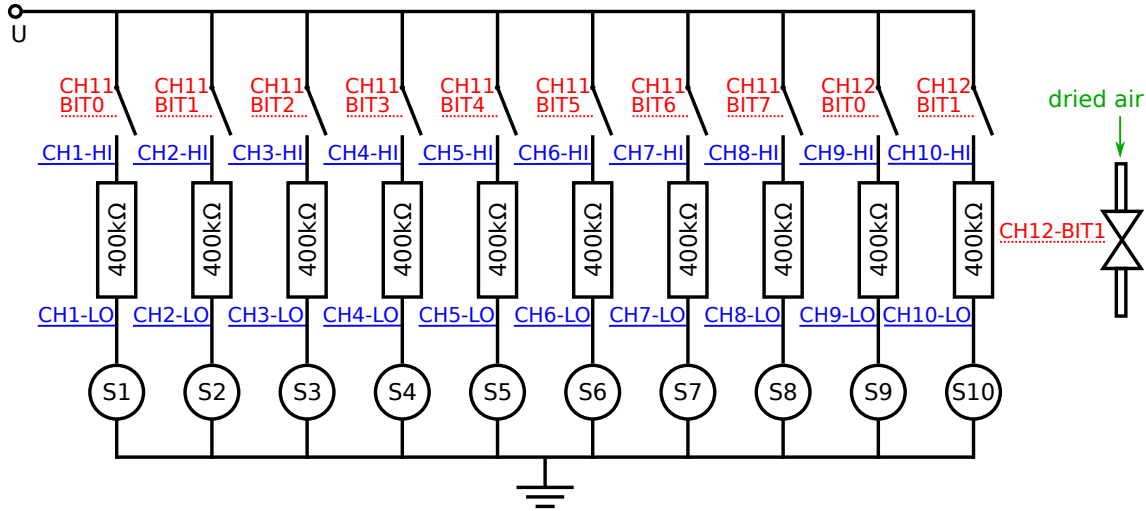 U
CH11
BIT0
CH11
BIT1
CH11
BIT2
CH11
BIT3
CH11
BIT4
CH11
BIT5
CH11
BIT6
CH11
BIT7
CH12
BIT0
CH12
BIT1
dried air
CH1-HI
CH2-HI
CH3-HI
CH4-HI
CH5-HI
CH6-HI
CH7-HI
CH8-HI
CH9-HI
CH10-HI
400kΩ
400kΩ
400kΩ
400kΩ
400kΩ
400kΩ
400kΩ
400kΩ
400kΩ
400kΩ
CH12-BIT1
CH1-LO
CH2-LO
CH3-LO
CH4-LO
CH5-LO
CH6-LO
CH7-LO
CH8-LO
CH9-LO
CH10-LO
S1
S2
S3
S4
S5
S6
S7
S8
S9
S10